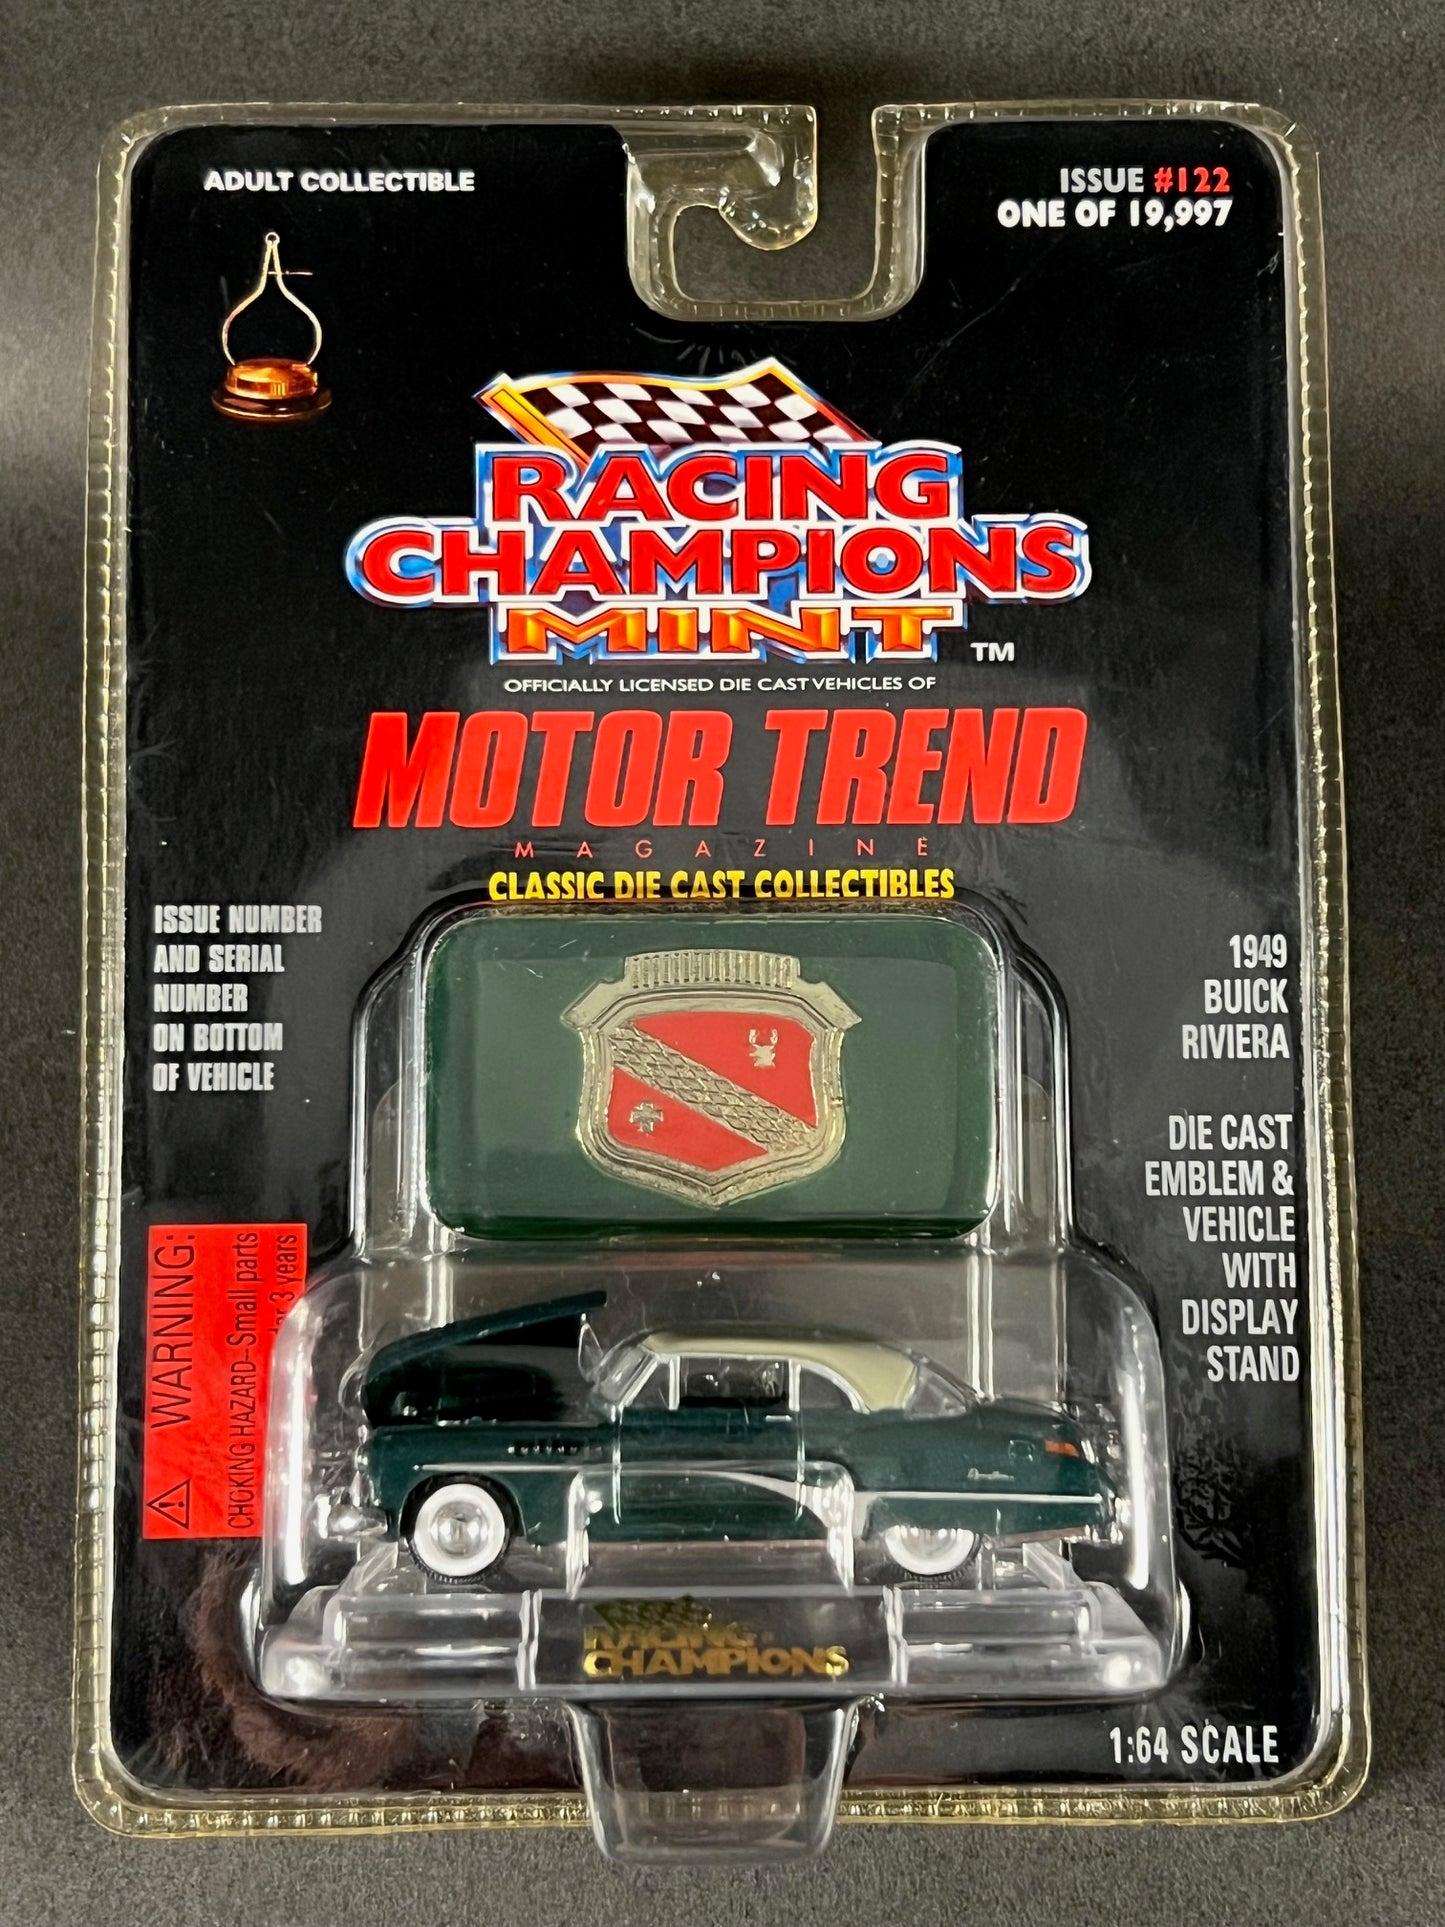 ADULT COLLECTIBLE
ISSUE #122
ONE OF 19,997
RACING
CHAMPIONS
MINT TM
OFFICIALLY LICENSED DIE CAST VEHICLES OF
MOTOR TREND
MAGAZINE
CLASSIC DIE CAST COLLECTIBLES
ISSUE NUMBER
AND SERIAL
NUMBER
ON BOTTOM
OF VEHICLE
1949
BUICK
RIVIERA
DIE CAST
EMBLEM &
VEHICLE
WITH
DISPLAY
STAND
WARNING:
CHOKING HAZARD-Small parts
3 years
RACING
CHAMPIONS
1:64 SCALE